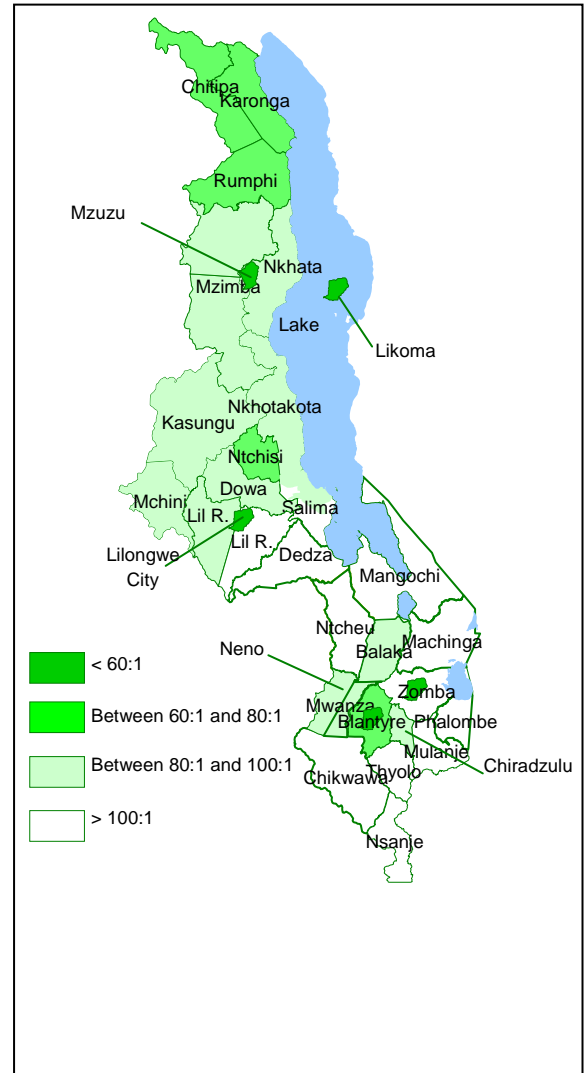 Chitipa
Karonga
Rumphi
Mzuzu
Nkhata
Mzimba
Lake
Likoma
Nkhotakota
Kasungu
Ntchisi
Mchini
Dowa
Salima
Lil R.
Lil R.
Lilongwe
City
Dedza
Mangochi
Ntcheu
Neno
Balaka
Machinga
< 60:1
Zomba
Mwanza
Between 60:1 and 80:1
Blantyre
Phalombe
Mulanje
Between 80:1 and 100:1
Thyolo
Chiradzulu
Chikwawa
> 100:1
Nsanje